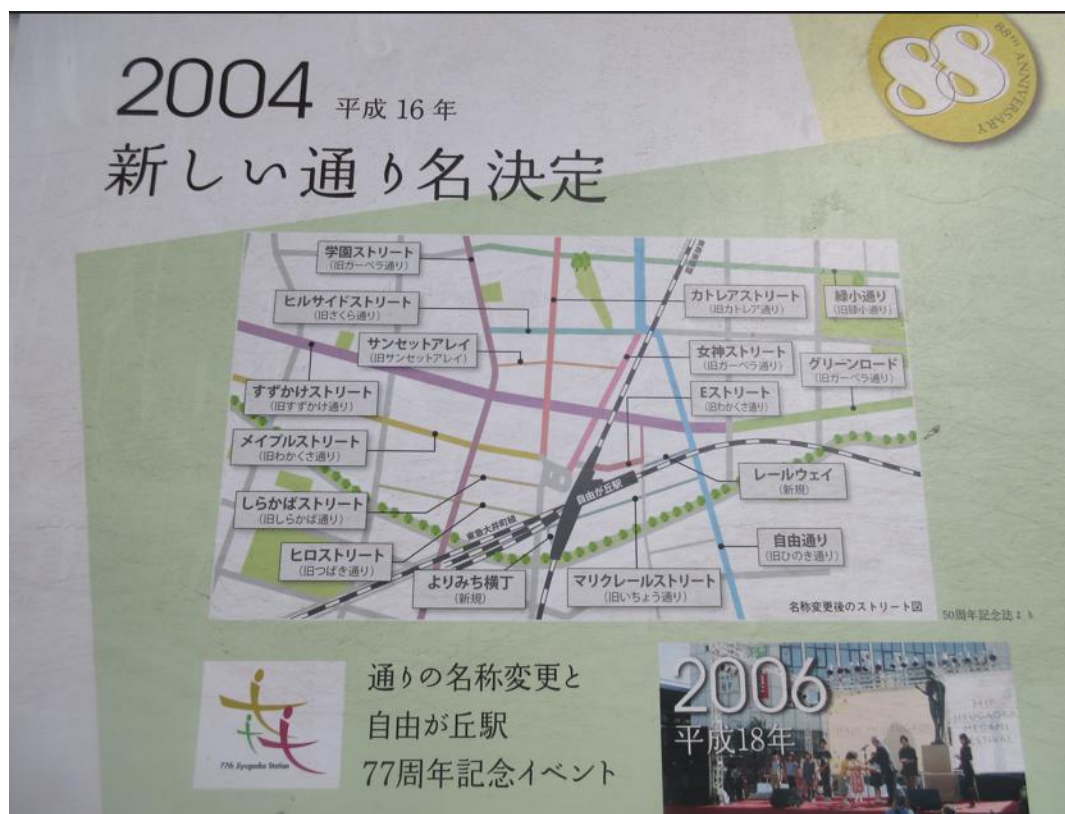 2004 平成16年
88TH ANNIVERSARY
88
新しい通り名決定
学園ストリート
(旧ガーベラ通り)
ヒルサイドストリート
(旧さくら通り)
サンセットアレイ
(旧サンセットアレイ)
すずかけストリート
(旧すずかけ通り)
メイプルストリート
(旧わかくさ通り)
しらかばストリート
(旧しらかば通り)
ヒロストリート
(旧つばき通り)
よりみち横丁
(新規)
カトレアストリート
(旧カトレア通り)
緑小通り
(旧緑小通り)
女神ストリート
(旧ガーベラ通り)
グリーンロード
(旧ガーベラ通り)
Eストリート
(旧わかくさ通り)
レールウェイ
(新規)
自由通り
(旧ひのき通り)
マリクレールストリート
(旧いちょう通り)
自由が丘駅
東急大井町線
名称変更後のストリート図
50周年記念誌より
77th Jiyugaoka Station
通りの名称変更と
自由が丘駅
77周年記念イベント
2006
平成18年